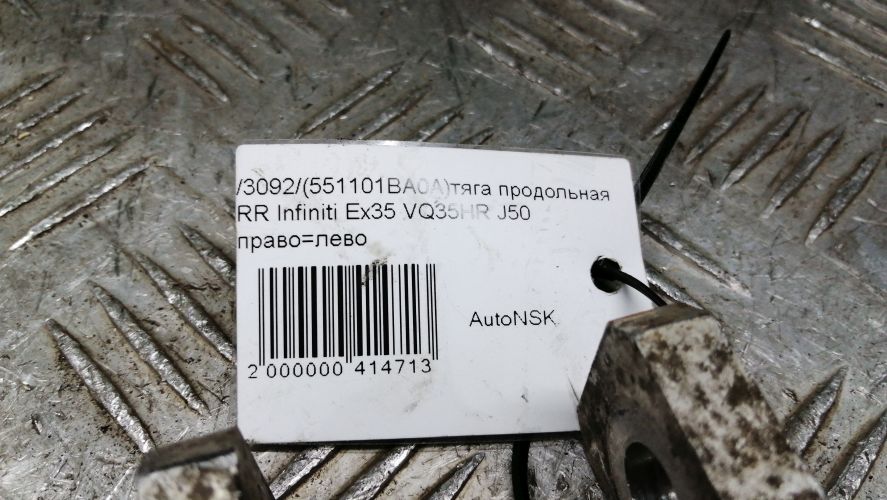 /3092/(551101BA0A)тяга продольная
RR Infiniti Ex35 VQ35HR J50
право=лево
AutoNSK
2 000000 414713